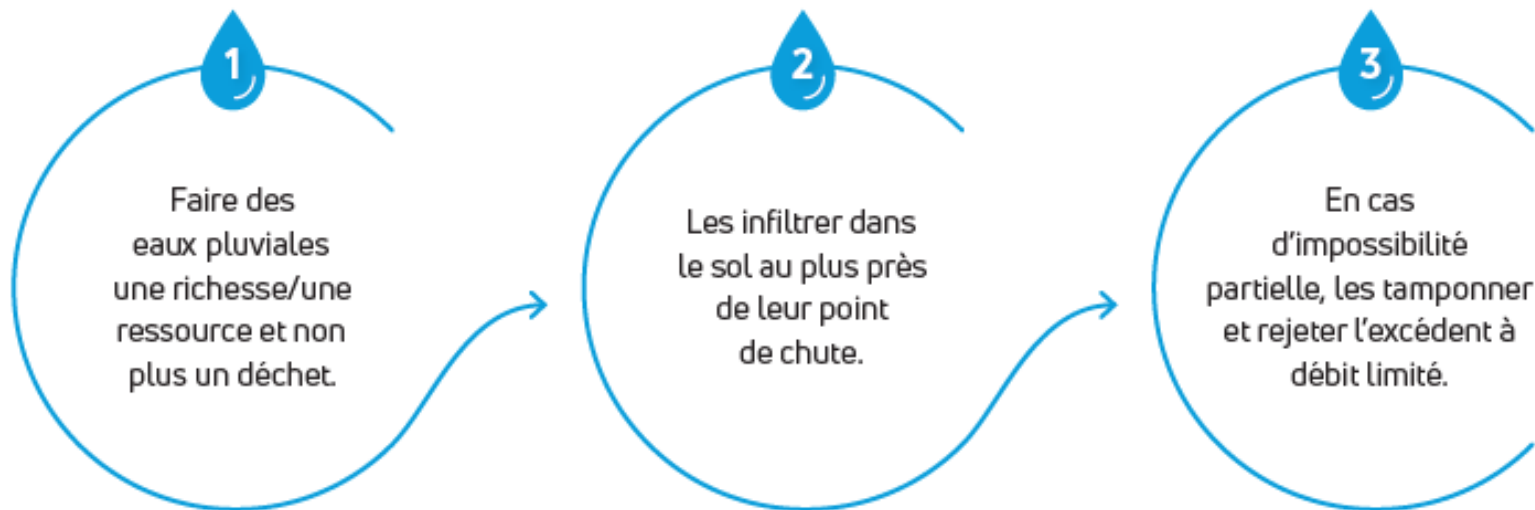 1
Faire des
eaux pluviales
une richesse/une
ressource et non
plus un déchet.
2
Les infiltrer dans
le sol au plus près
de leur point
de chute.
3
En cas
d'impossibilité
partielle, les tamponner
et rejeter l'excédent à
débit limité.